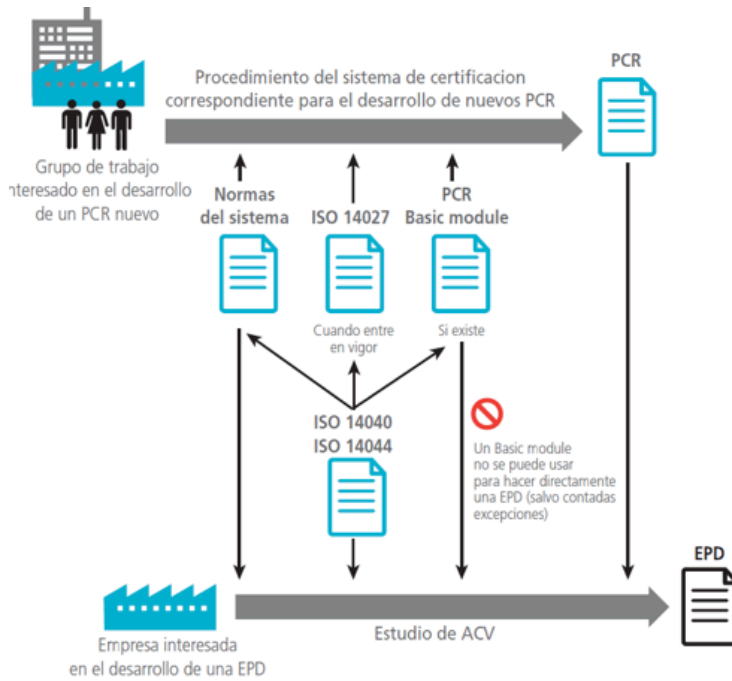 PCR
Procedimiento del sistema de certificacion
correspondiente para el desarrollo de nuevos PCR
Grupo de trabajo
nteresado en el desarrollo
de un PCR nuevo
Normas
del sistema
ISO 14027
PCR
Basic module
Cuando entre
en vigor
Si existe
ISO 14040
ISO 14044
Un Basic module
no se puede usar
para hacer directamente
una EPD (salvo contadas
excepciones)
EPD
Estudio de ACV
Empresa interesada
en el desarrollo de una EPD